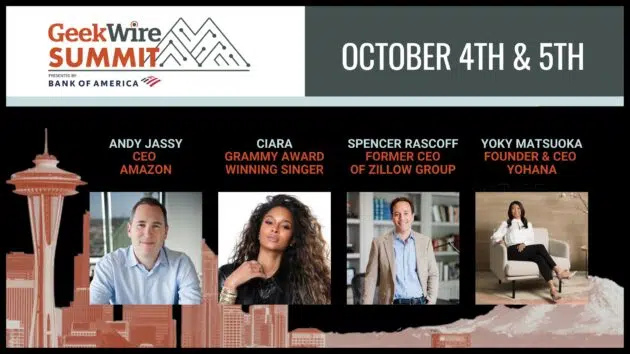 GeekWire
SUMMIT
PRESENTED BY
BANK OF AMERICA
OCTOBER 4TH & 5TH
ANDY JASSY
CEO
AMAZON
CIARA
GRAMMY AWARD
WINNING SINGER
SPENCER RASCOFF
FORMER CEO
OF ZILLOW GROUP
YOKY MATSUOKA
FOUNDER & CEO
YOHANA